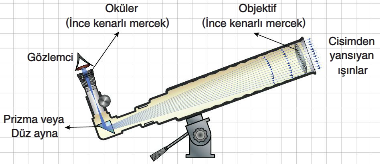 Oküler
(İnce kenarlı mercek)
Objektif
(İnce kenarlı mercek)
Gözlemci
Cisimden
yansıyan
ışınlar
Prizma veya
Düz ayna